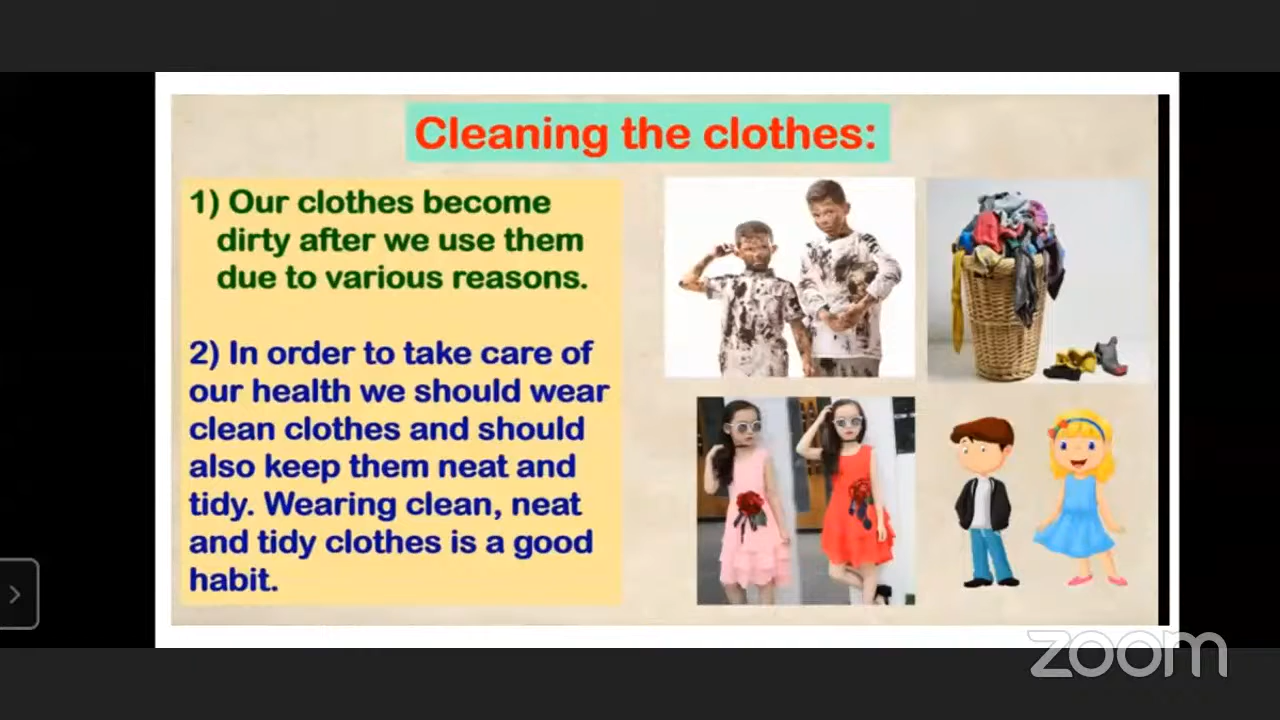 Cleaning the clothes:
1) Our clothes become
dirty after we use them
due to various reasons.
2) In order to take care of
our health we should wear
clean clothes and should
also keep them neat and
tidy. Wearing clean, neat
and tidy clothes is a good
habit.
zoom